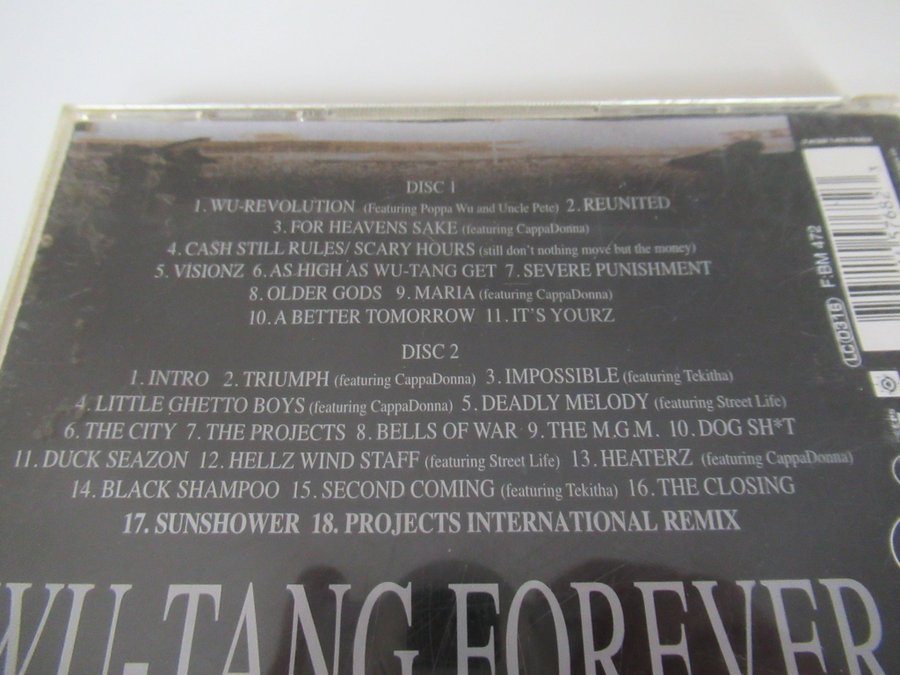 DISC 1
1. WU-REVOLUTION (Featuring Poppa Wu and Uncle Pete) 2. REUNITED
3. FOR HEAVENS SAKE (featuring CappaDonna)
4. CASH STILL RULES/ SCARY HOURS (still don't nothing move but the money)
5. VISIONZ 6. AS HIGH AS WU-TANG GET 7. SEVERE PUNISHMENT
8. OLDER GODS 9. MARIA (featuring CappaDonna)
10. A BETTER TOMORROW 11. IT`S YOURZ
DISC 2
1. INTRO 2. TRIUMPH (featuring CappaDonna) 3. IMPOSSIBLE (featuring Tekitha)
4. LITTLE GHETTO BOYS (featuring CappaDonna) 5. DEADLY MELODY (featuring Street Life)
6. THE CITY 7. THE PROJECTS 8. BELLS OF WAR 9. THE M.G.M. 10. DOG SH*T
11. DUCK SEAZON 12. HELLZ WIND STAFF (featuring Street Life) 13. HEATERZ (featuring CappaDonna)
14. BLACK SHAMPOO 15. SECOND COMING (featuring Tekitha) 16. THE CLOSING
17. SUNSHOWER 18. PROJECTS INTERNATIONAL REMIX
WU-TANG FOREVER
LC 0316 F: BM 472